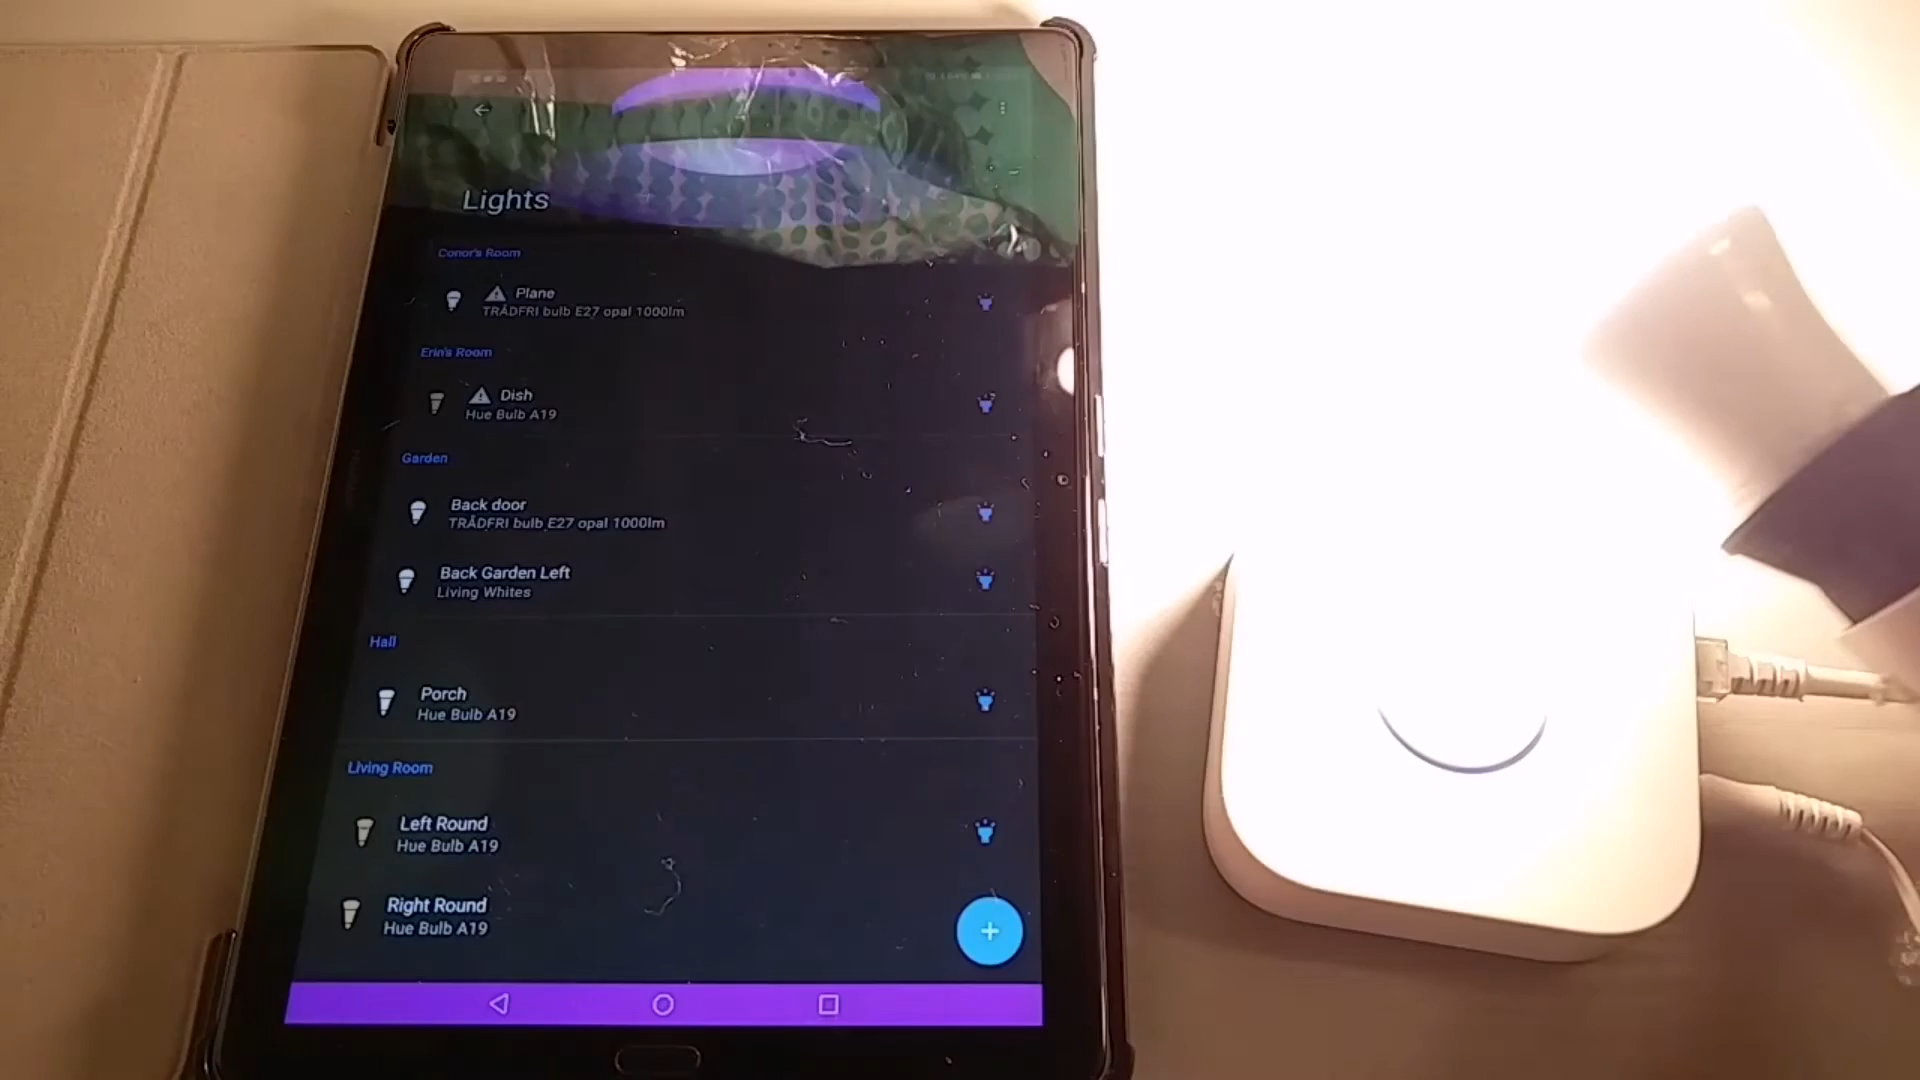 Lights
Conor's Room
Plane
TRÅDFRI bulb E27 opal 1000lm
Erin's Room
Dish
Hue Bulb A19
Garden
Back door
TRÅDFRI bulb E27 opal 1000lm
Back Garden Left
Living Whites
Hall
Porch
Hue Bulb A19
Living Room
Left Round
Hue Bulb A19
Right Round
Hue Bulb A19